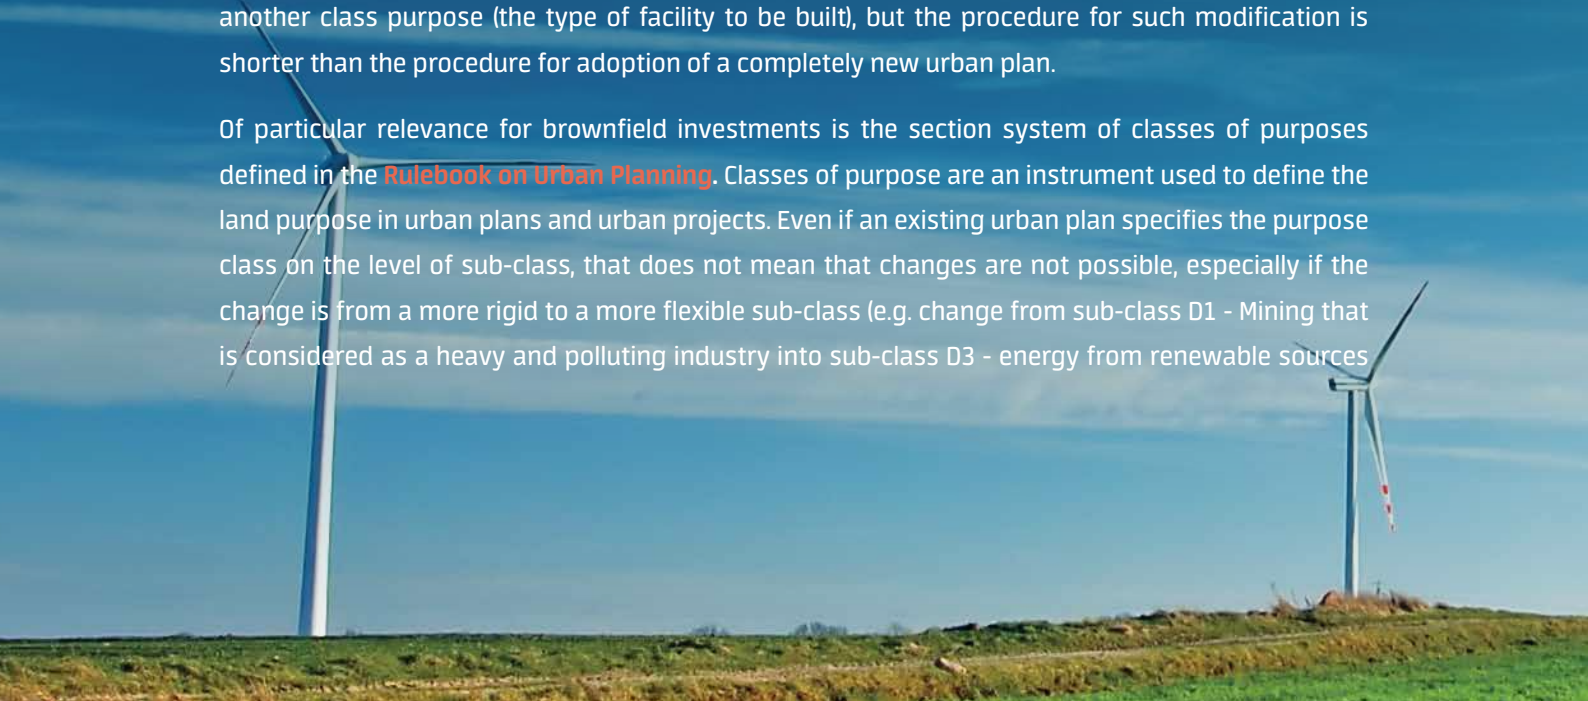 another class purpose (the type of facility to be built), but the procedure for such modification is
shorter than the procedure for adoption of a completely new urban plan.
Of particular relevance for brownfield investments is the section system of classes of purposes
defined in the Rulebook on Urban Planning. Classes of purpose are an instrument used to define the
land purpose in urban plans and urban projects. Even if an existing urban plan specifies the purpose
class on the level of sub-class, that does not mean that changes are not possible, especially if the
change is from a more rigid to a more flexible sub-class (e.g. change from sub-class D1 - Mining that
is considered as a heavy and polluting industry into sub-class D3 - energy from renewable sources